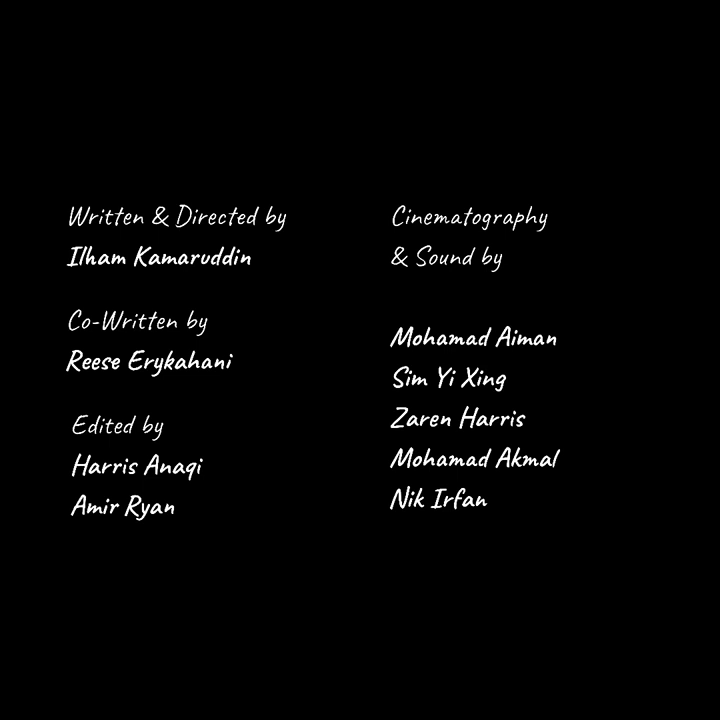 Written & Directed by
Ilham Kamaruddin
Co-Written by
Reese Erykahani
Edited by
Harris Anaqi
Amir Ryan
Cinematography
& Sound by
Mohamad Aiman
Sim Yi Xing
Zaren Harris
Mohamad Akmal
Nik Irfan